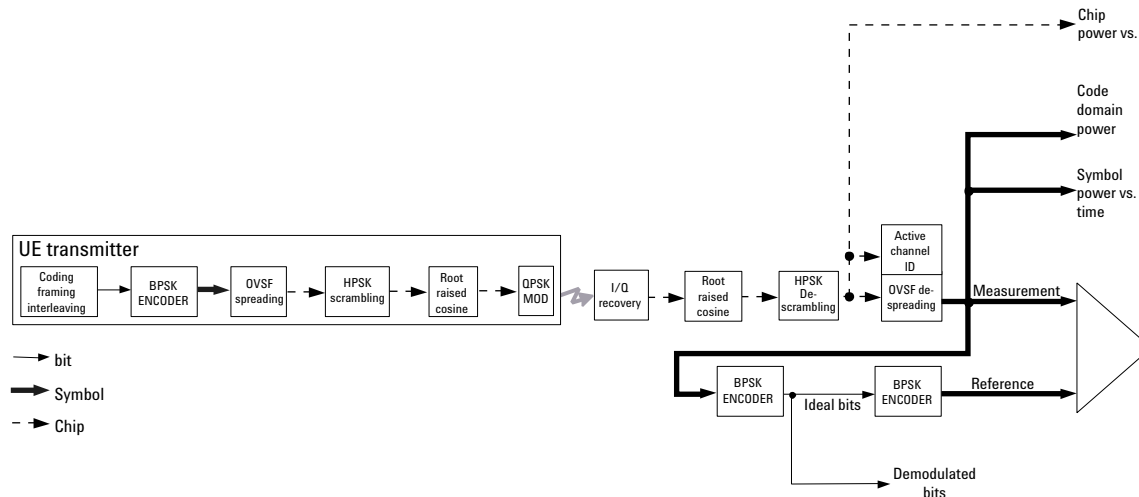 Chip
power vs.
Code
domain
power
Symbol
power vs.
time
UE transmitter
Coding
framing
interleaving
BPSK
ENCODER
OVSF
spreading
HPSK
scrambling
Root
raised
cosine
QPSK
MOD
I/Q
recovery
Root
raised
cosine
HPSK
De-
scrambling
Active
channel
ID
OVSF de-
spreading
Measurement
bit
Symbol
Chip
BPSK
ENCODER
Ideal bits
BPSK
ENCODER
Reference
Demodulated
bits